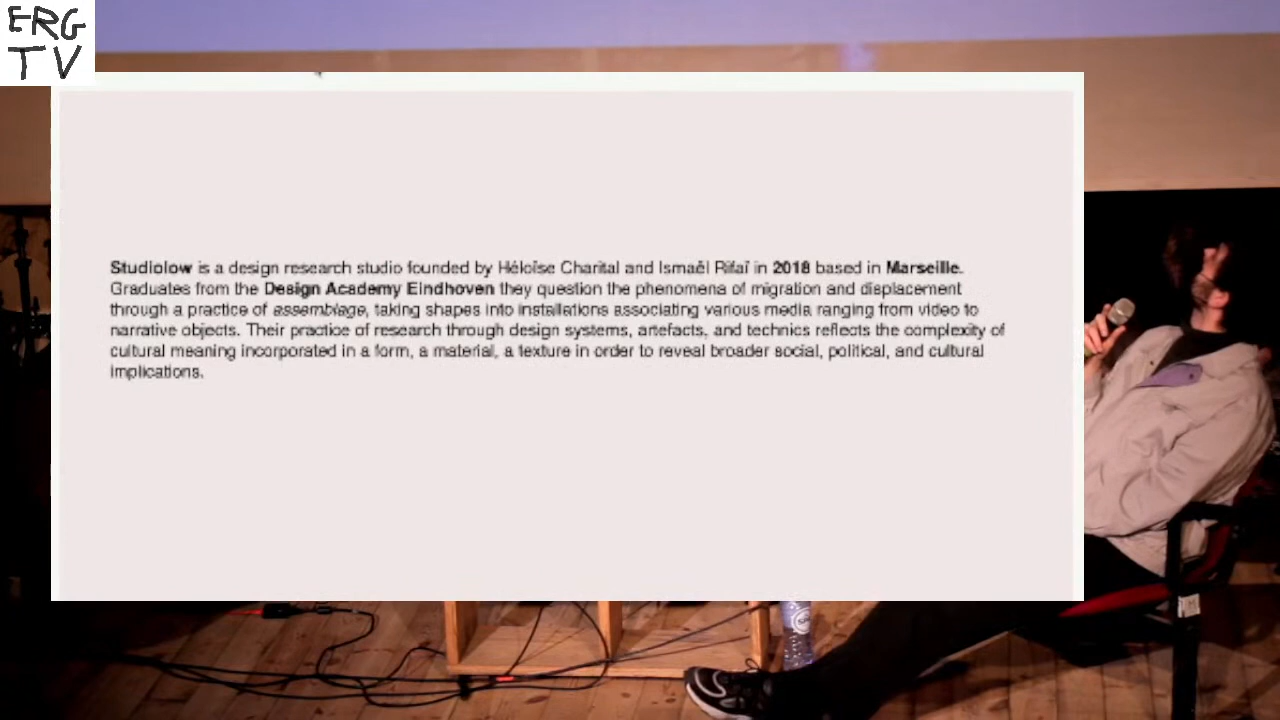 ERG
TV
Studiolow is a design research studio founded by Héloïse Charital and Ismaël Rifaï in 2018 based in Marseille.
Graduates from the Design Academy Eindhoven they question the phenomena of migration and displacement
through a practice of assemblage, taking shapes into installations associating various media ranging from video to
narrative objects. Their practice of research through design systems, artefacts, and technics reflects the complexity of
cultural meaning incorporated in a form, a material, a texture in order to reveal broader social, political, and cultural
implications.